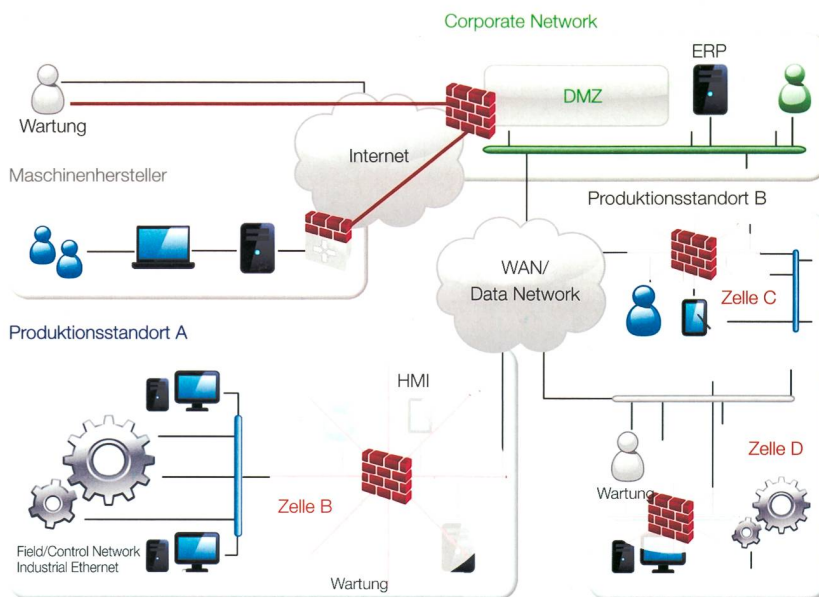 Corporate Network
ERP
DMZ
Wartung
Internet
Maschinenhersteller
Produktionsstandort B
WAN/
Data Network
Zelle C
Produktionsstandort A
HMI
Zelle D
Wartung
Zelle B
Field/Control Network
Industrial Ethernet
Wartung